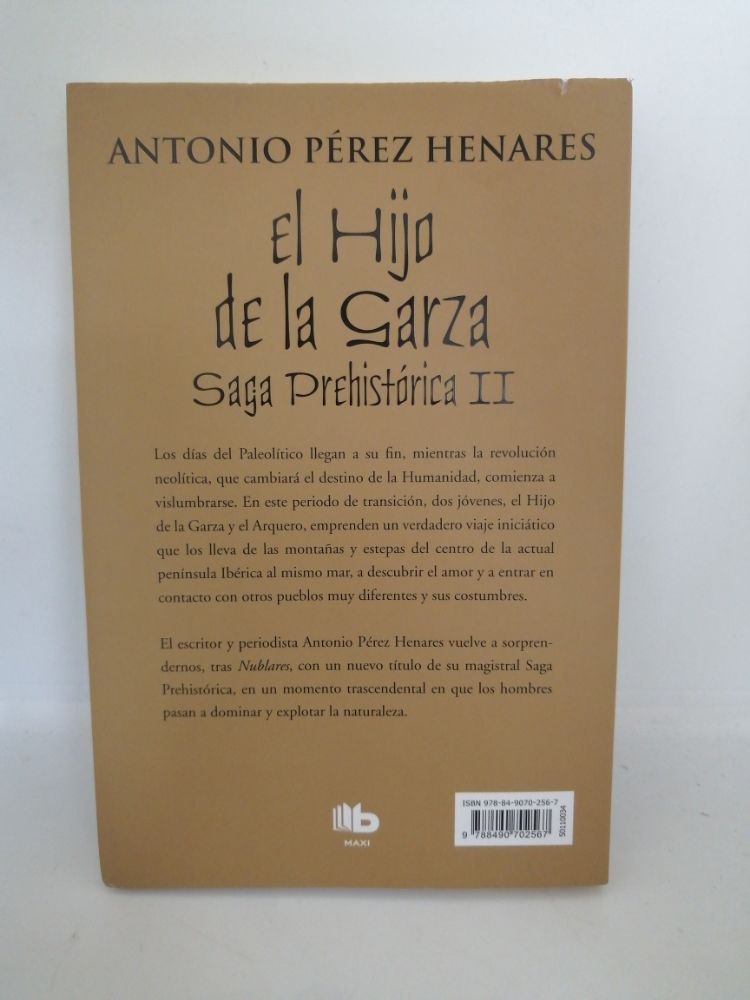 ANTONIO PÉREZ HENARES
El Hijo
de la Garza
Saga Prehistórica II
Los días del Paleolítico llegan a su fin, mientras la revolución
neolítica, que cambiará el destino de la Humanidad, comienza a
vislumbrarse. En este periodo de transición, dos jóvenes, el Hijo
de la Garza y el Arquero, emprenden un verdadero viaje iniciático
que los lleva de las montañas y estepas del centro de la actual
península Ibérica al mismo mar, a descubrir el amor y a entrar en
contacto con otros pueblos muy diferentes y sus costumbres.
El escritor y periodista Antonio Pérez Henares vuelve a sorpren-
dernos, tras Nublares, con un nuevo título de su magistral Saga
Prehistórica, en un momento trascendental en que los hombres
pasan a dominar y explotar la naturaleza.
b
MAXI
ISBN 978-84-9070-256-7
9 788490 702567
50110034